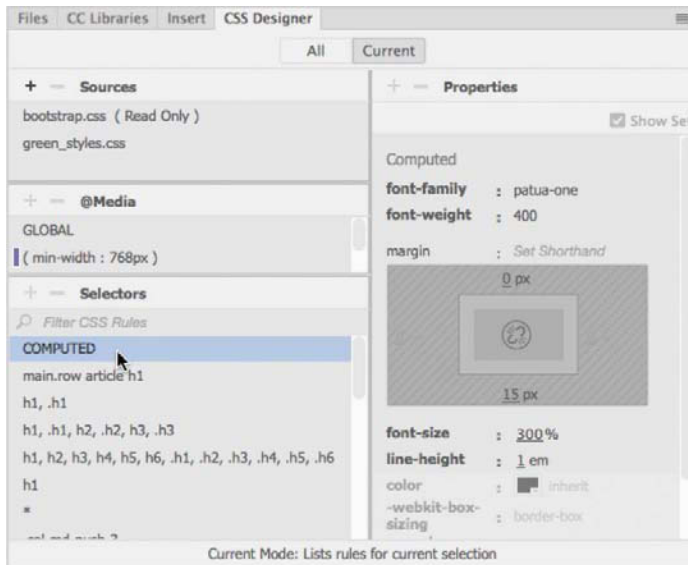 Files CC Libraries Insert CSS Designer
All Current
+ − Sources
bootstrap.css ( Read Only )
green_styles.css
+ − @Media
GLOBAL
( min-width : 768px )
+ − Selectors
Filter CSS Rules
COMPUTED
main.row article h1
h1, .h1
h1, .h1, h2, .h2, h3, .h3
h1, h2, h3, h4, h5, h6, .h1, .h2, .h3, .h4, .h5, .h6
h1
*
+ − Properties
Show Se
Computed
font-family : patua-one
font-weight : 400
margin : Set Shorthand
0 px
15 px
font-size : 300%
line-height : 1 em
color : inherit
-webkit-box-
sizing : border-box
Current Mode: Lists rules for current selection